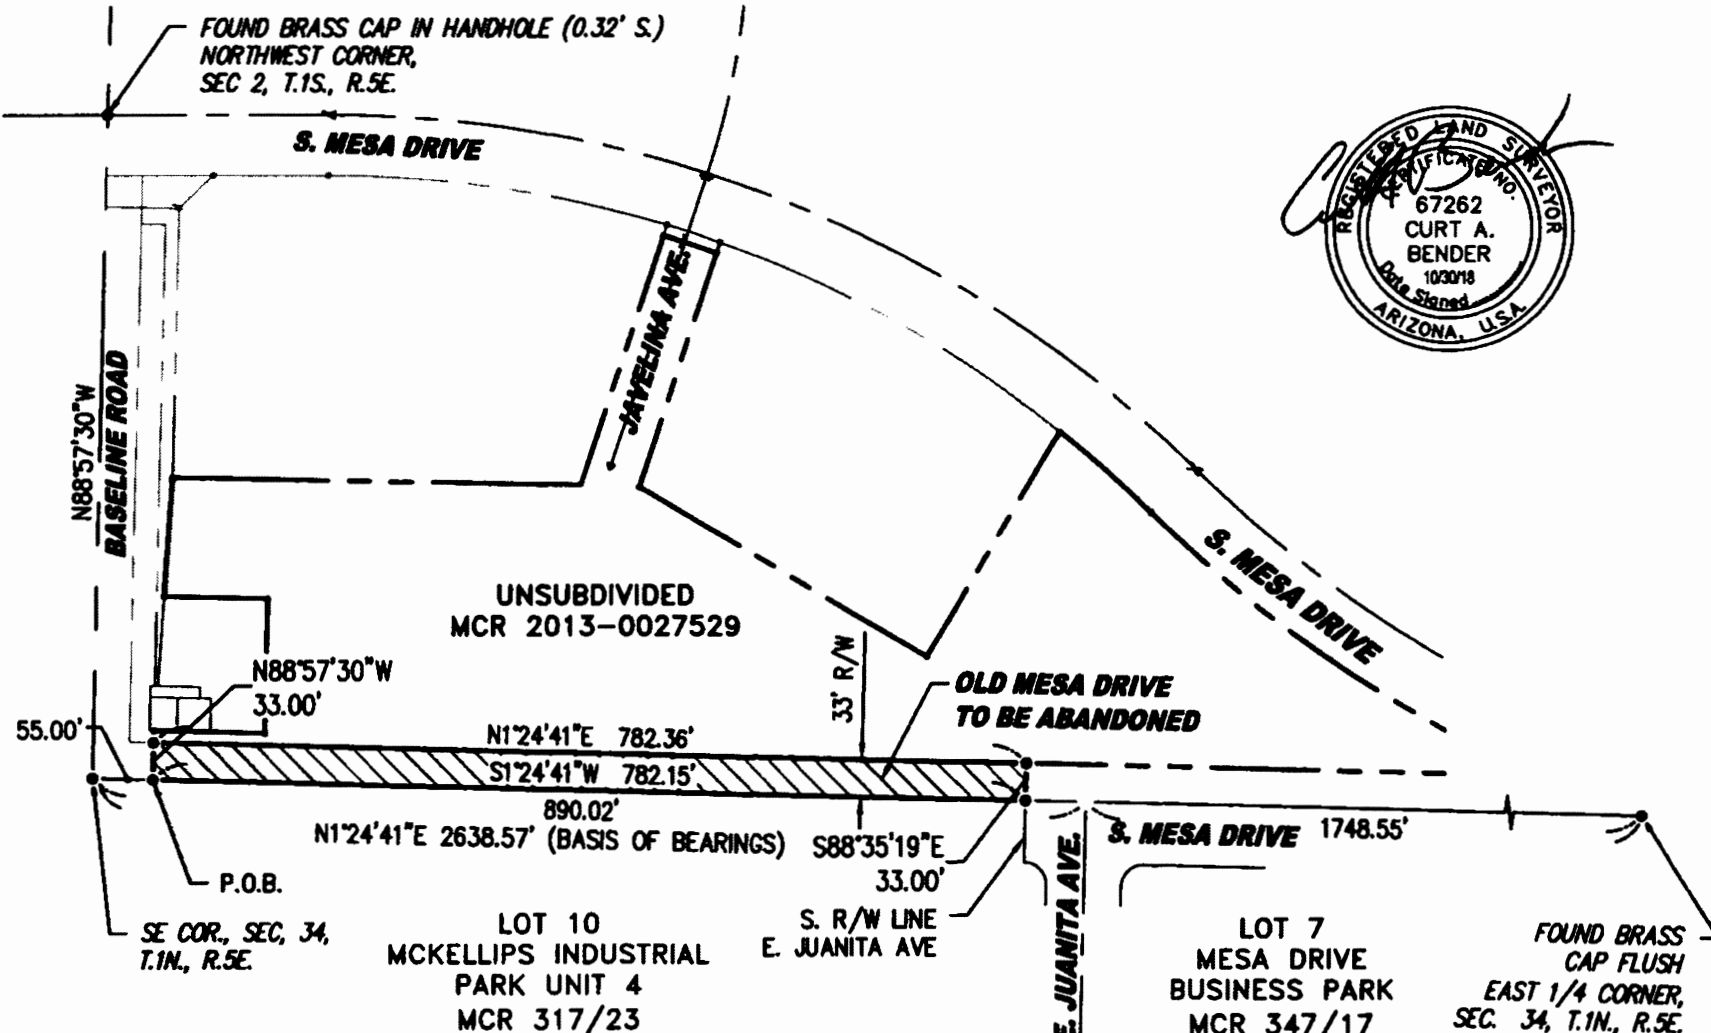 FOUND BRASS CAP IN HANDHOLE (0.32' S.)
NORTHWEST CORNER,
SEC 2, T.1S., R.5E.
S. MESA DRIVE
REGISTERED LAND SURVEYOR
CERTIFICATE NO.
67262
CURT A.
BENDER
10/30/18
Date Signed
ARIZONA, U.S.A.
JAVELINA AVE.
N88°57'30"W
BASELINE ROAD
S. MESA DRIVE
UNSUBDIVIDED
MCR 2013-0027529
N88°57'30"W
33.00'
33' R/W
OLD MESA DRIVE
TO BE ABANDONED
55.00'
N1°24'41"E 782.36'
S1°24'41"W 782.15'
890.02'
N1°24'41"E 2638.57' (BASIS OF BEARINGS)
S88°35'19"E
33.00'
S. MESA DRIVE
1748.55'
P.O.B.
SE COR., SEC, 34,
T.1N., R.5E.
LOT 10
MCKELLIPS INDUSTRIAL
PARK UNIT 4
MCR 317/23
S. R/W LINE
E. JUANITA AVE
E. JUANITA AVE.
LOT 7
MESA DRIVE
BUSINESS PARK
MCR 347/17
FOUND BRASS
CAP FLUSH
EAST 1/4 CORNER,
SEC. 34, T.1N., R.5E.